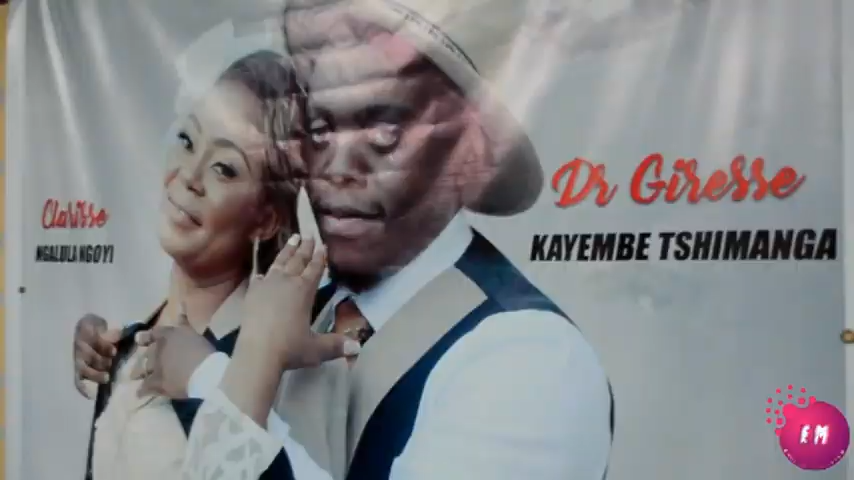 Clarisse
NGALULA NGOYI
Dr Giresse
KAYEMBE TSHIMANGA
EM